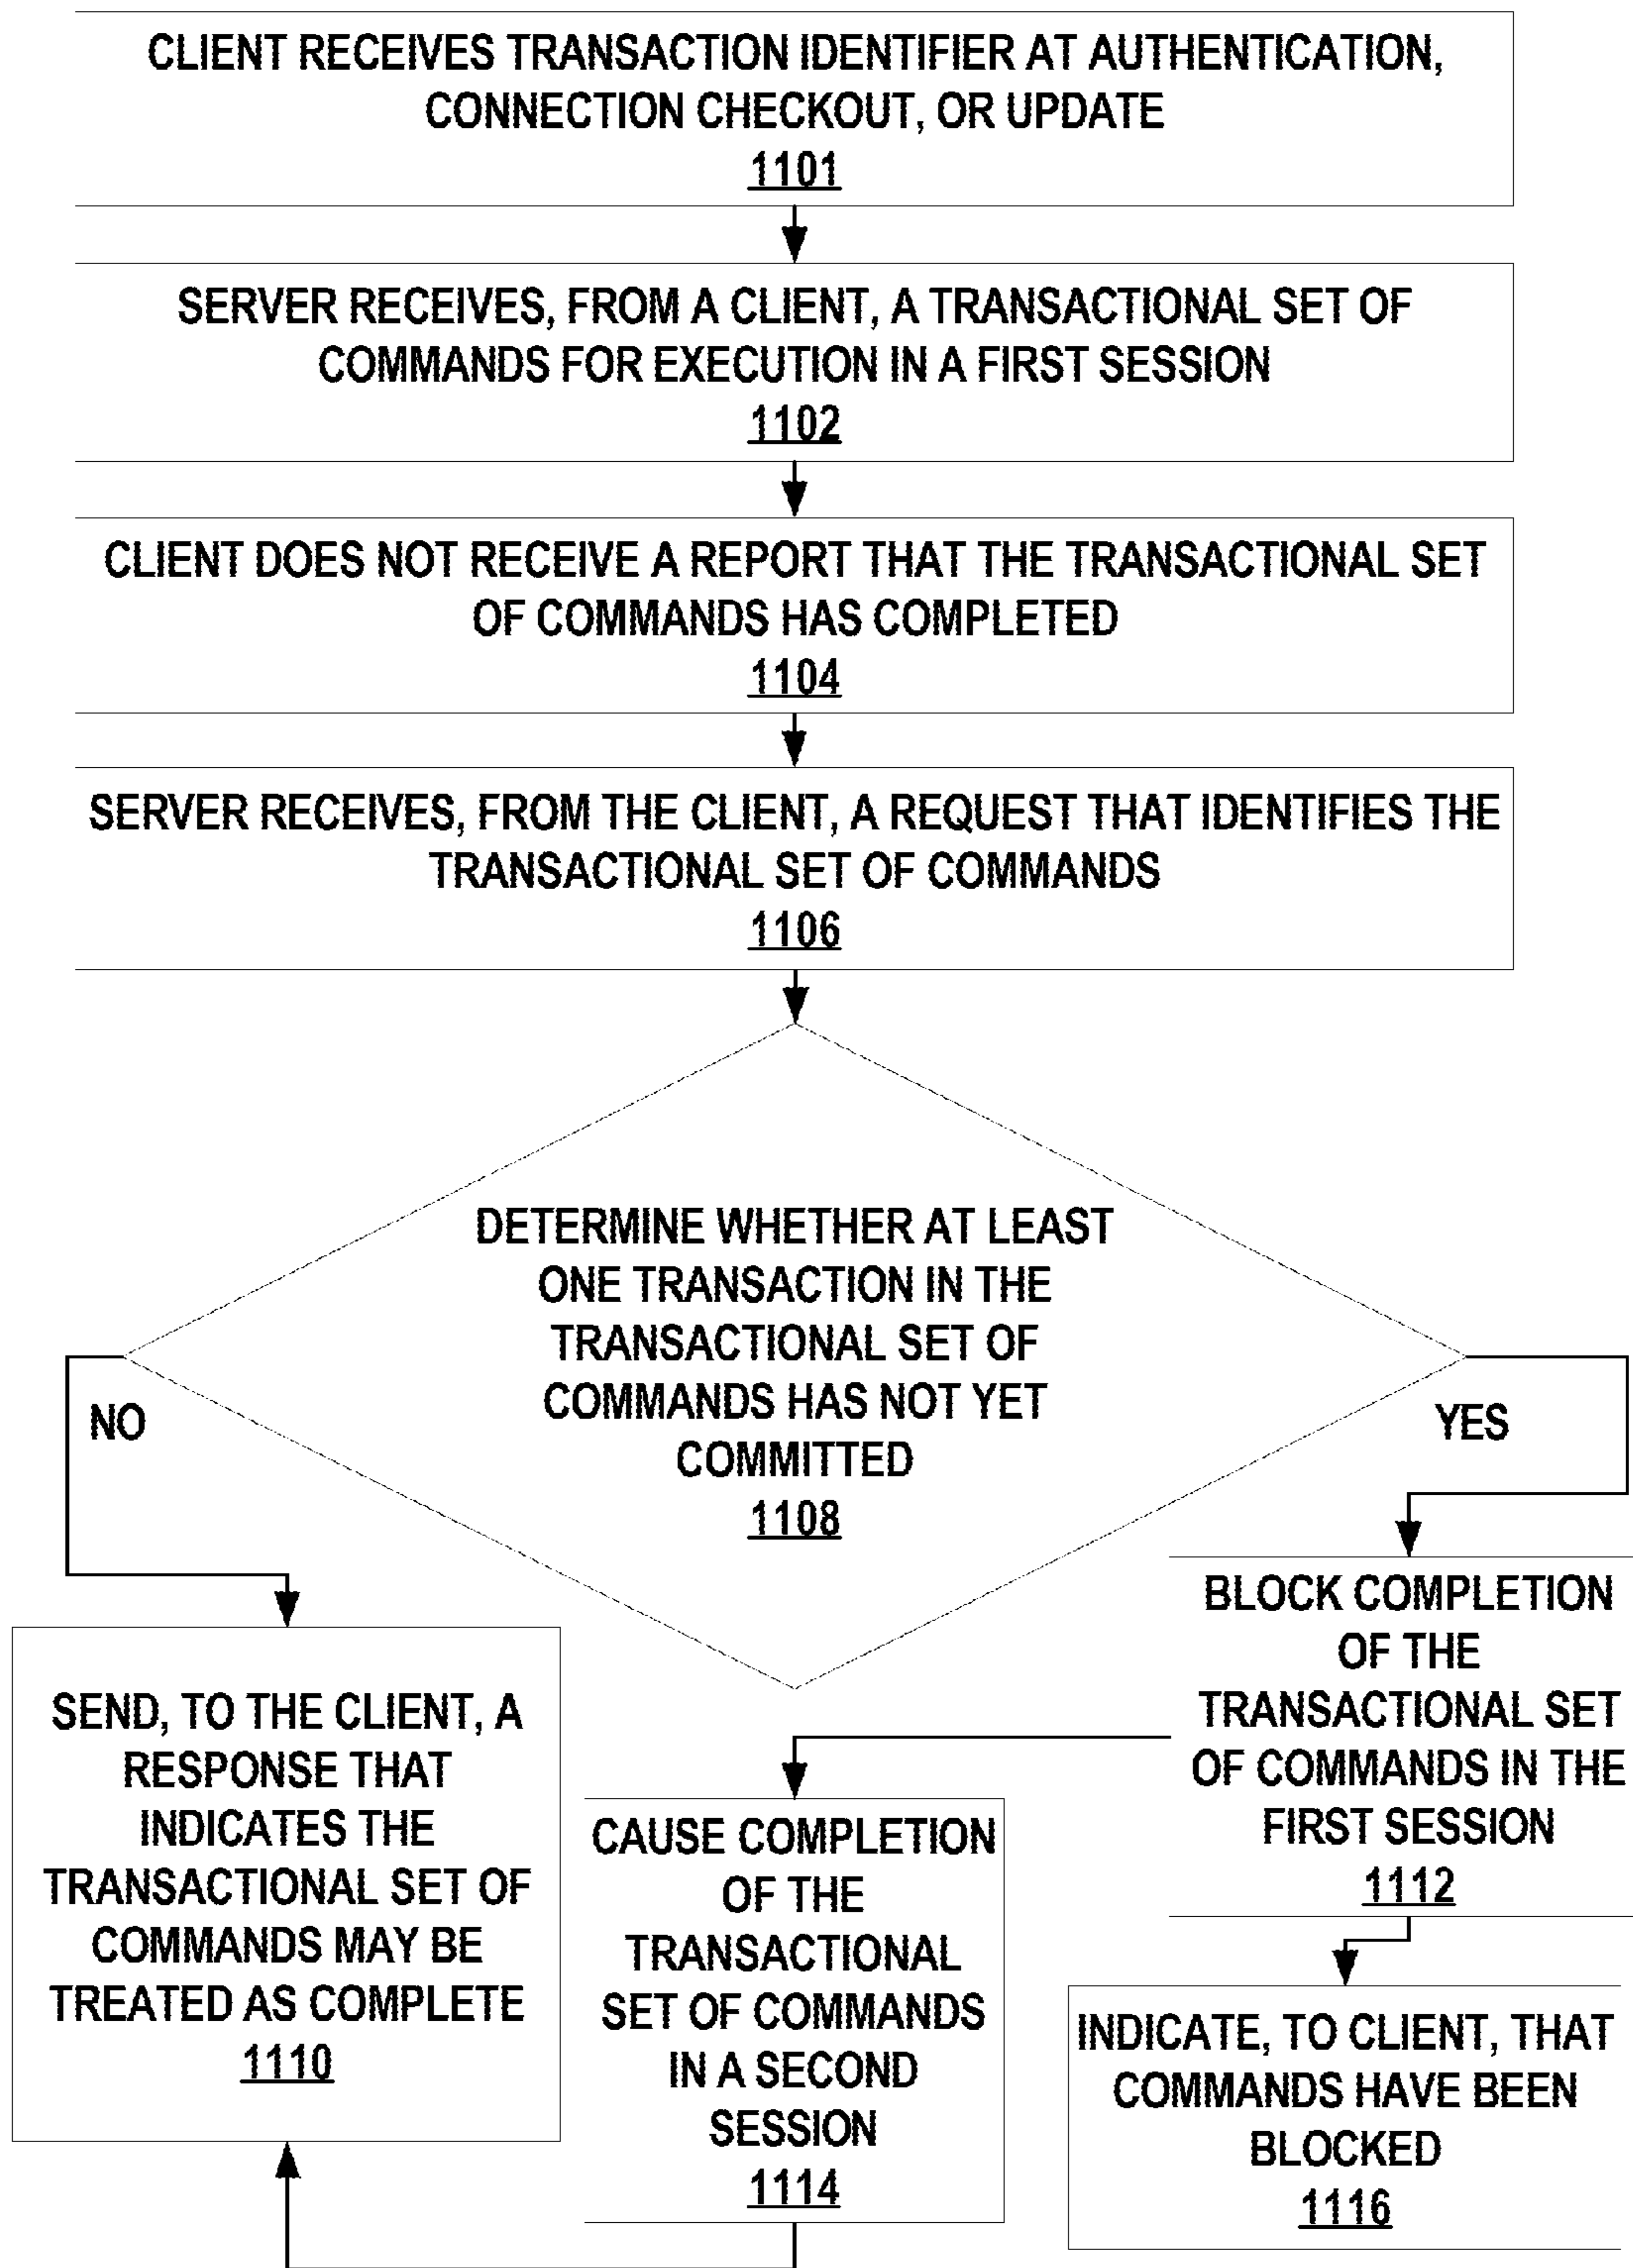 CLIENT RECEIVES TRANSACTION IDENTIFIER AT AUTHENTICATION,
CONNECTION CHECKOUT, OR UPDATE
1101
SERVER RECEIVES, FROM A CLIENT, A TRANSACTIONAL SET OF
COMMANDS FOR EXECUTION IN A FIRST SESSION
1102
CLIENT DOES NOT RECEIVE A REPORT THAT THE TRANSACTIONAL SET
OF COMMANDS HAS COMPLETED
1104
SERVER RECEIVES, FROM THE CLIENT, A REQUEST THAT IDENTIFIES THE
TRANSACTIONAL SET OF COMMANDS
1106
DETERMINE WHETHER AT LEAST
ONE TRANSACTION IN THE
TRANSACTIONAL SET OF
COMMANDS HAS NOT YET
COMMITTED
1108
NO
YES
SEND, TO THE CLIENT, A
RESPONSE THAT
INDICATES THE
TRANSACTIONAL SET OF
COMMANDS MAY BE
TREATED AS COMPLETE
1110
BLOCK COMPLETION
OF THE
TRANSACTIONAL SET
OF COMMANDS IN THE
FIRST SESSION
1112
CAUSE COMPLETION
OF THE
TRANSACTIONAL
SET OF COMMANDS
IN A SECOND
SESSION
1114
INDICATE, TO CLIENT, THAT
COMMANDS HAVE BEEN
BLOCKED
1116